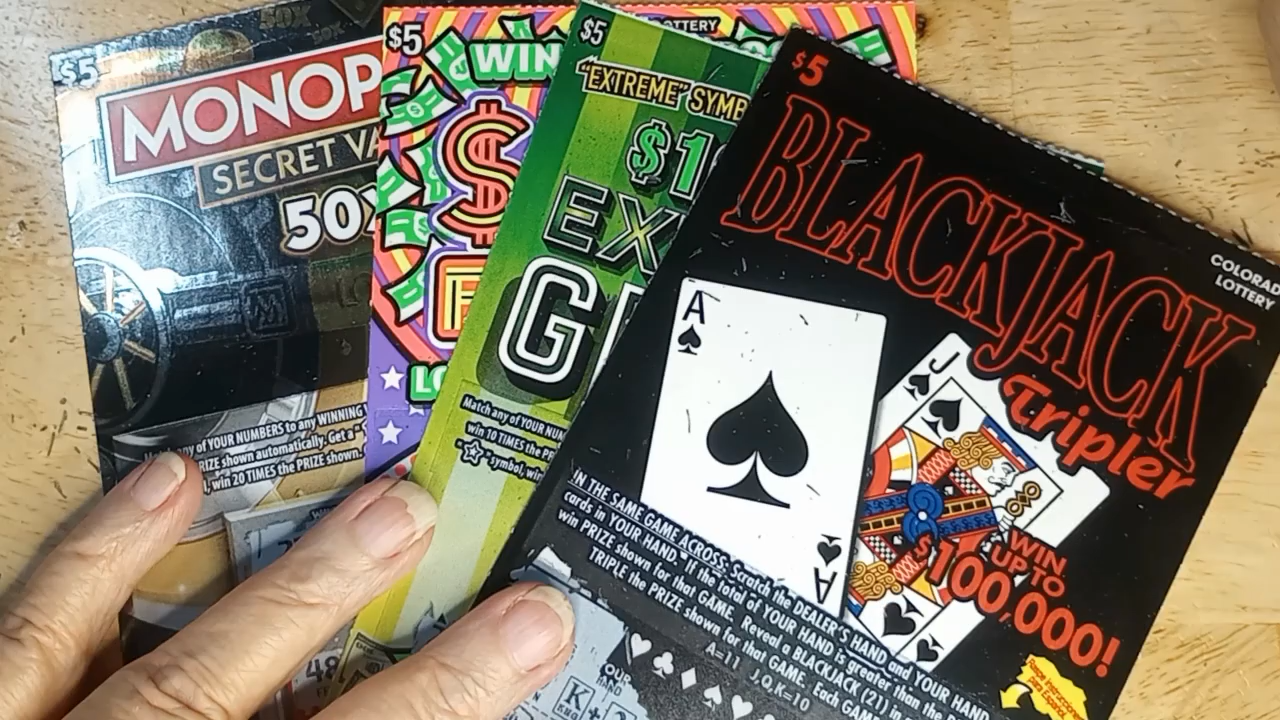 $5
MONOP
SECRET VA
50X
of YOUR NUMBERS to any WINNING
PRIZE shown automatically. Get a
win 20 TIMES the PRIZE shown.
$5
LOTTERY
WIN
$
LO
$5
"EXTREME" SYMB
$1
EX
G
Match any of YOUR NUM
win 10 TIMES the PR
symbol, win
48
$5
BLACKJACK
Tripler
COLORAD
LOTTERY
A
J
A
WIN
UP TO
$100,000!
IN THE SAME GAME ACROSS: Scratch the DEALER'S HAND and YOUR HAND
cards in YOUR HAND. If the total of YOUR HAND is greater than the
win PRIZE shown for that GAME. Reveal a BLACKJACK (21) in
TRIPLE the PRIZE shown for that GAME. Each GAME
A=11 J,Q,K=10
YOUR
HAND
K